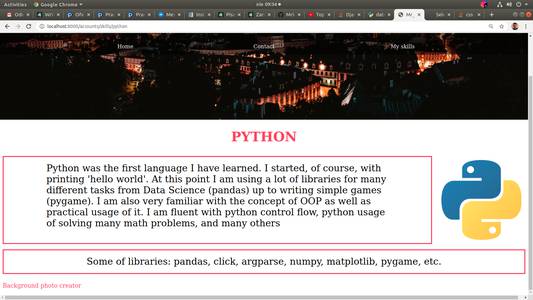 Activities
Google Chrome
nie 09:54
localhost:8000/accounts/skills/python
Home Contact My skills
PYTHON
Python was the first language I have learned. I started, of course, with
printing 'hello world'. At this point I am using a lot of libraries for many
different tasks from Data Science (pandas) up to writing simple games
(pygame). I am also very familiar with the concept of OOP as well as
practical usage of it. I am fluent with python control flow, python usage
of solving many math problems, and many others
Some of libraries: pandas, click, argparse, numpy, matplotlib, pygame, etc.
Background photo creator